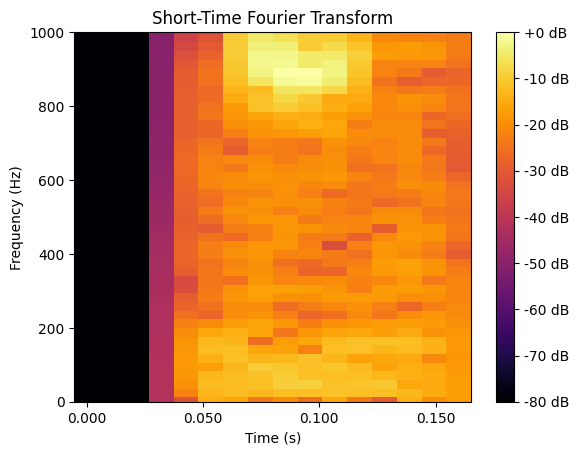 Short-Time Fourier Transform
1000
800
600
400
200
0
Frequency (Hz)
0.000
0.050
0.100
0.150
Time (s)
+0 dB
-10 dB
-20 dB
-30 dB
-40 dB
-50 dB
-60 dB
-70 dB
-80 dB